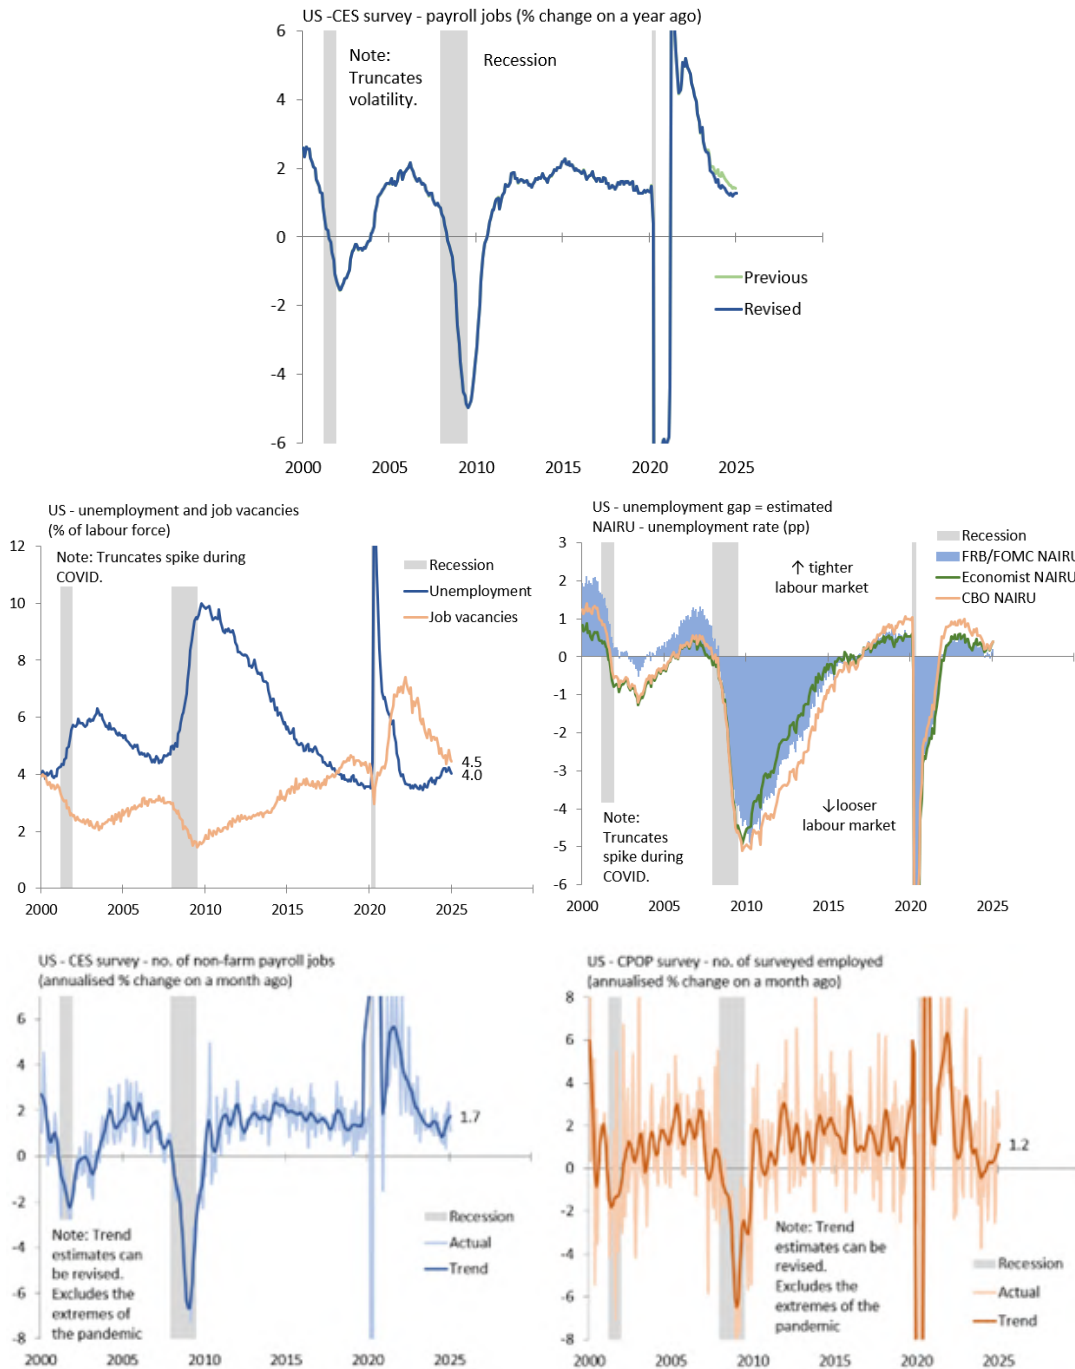 US -CES survey - payroll jobs (% change on a year ago)
6
4
2
0
-2
-4
-6
Note:
Truncates
volatility.
Recession
Previous
Revised
2000 2005 2010 2015 2020 2025
US - unemployment and job vacancies
(% of labour force)
12
10
8
6
4
2
0
Note: Truncates spike during
COVID.
Recession
Unemployment
Job vacancies
4.5
4.0
2000 2005 2010 2015 2020 2025
US - unemployment gap = estimated
NAIRU - unemployment rate (pp)
3
2
1
0
-1
-2
-3
-4
-5
-6
Recession
FRB/FOMC NAIRU
Economist NAIRU
CBO NAIRU
↑ tighter
labour market
↓looser
labour market
Note:
Truncates
spike during
COVID.
2000 2005 2010 2015 2020 2025
US - CES survey - no. of non-farm payroll jobs
(annualised % change on a month ago)
6
4
2
0
-2
-4
-6
-8
1.7
Note: Trend
estimates can
be revised.
Excludes the
extremes of
the pandemic
Recession
Actual
Trend
2000 2005 2010 2015 2020 2025
US - CPOP survey - no. of surveyed employed
(annualised % change on a month ago)
8
6
4
2
0
-2
-4
-6
-8
1.2
Note: Trend
estimates can be
revised.
Excludes the
extremes of the
pandemic
Recession
Actual
Trend
2000 2005 2010 2015 2020 2025